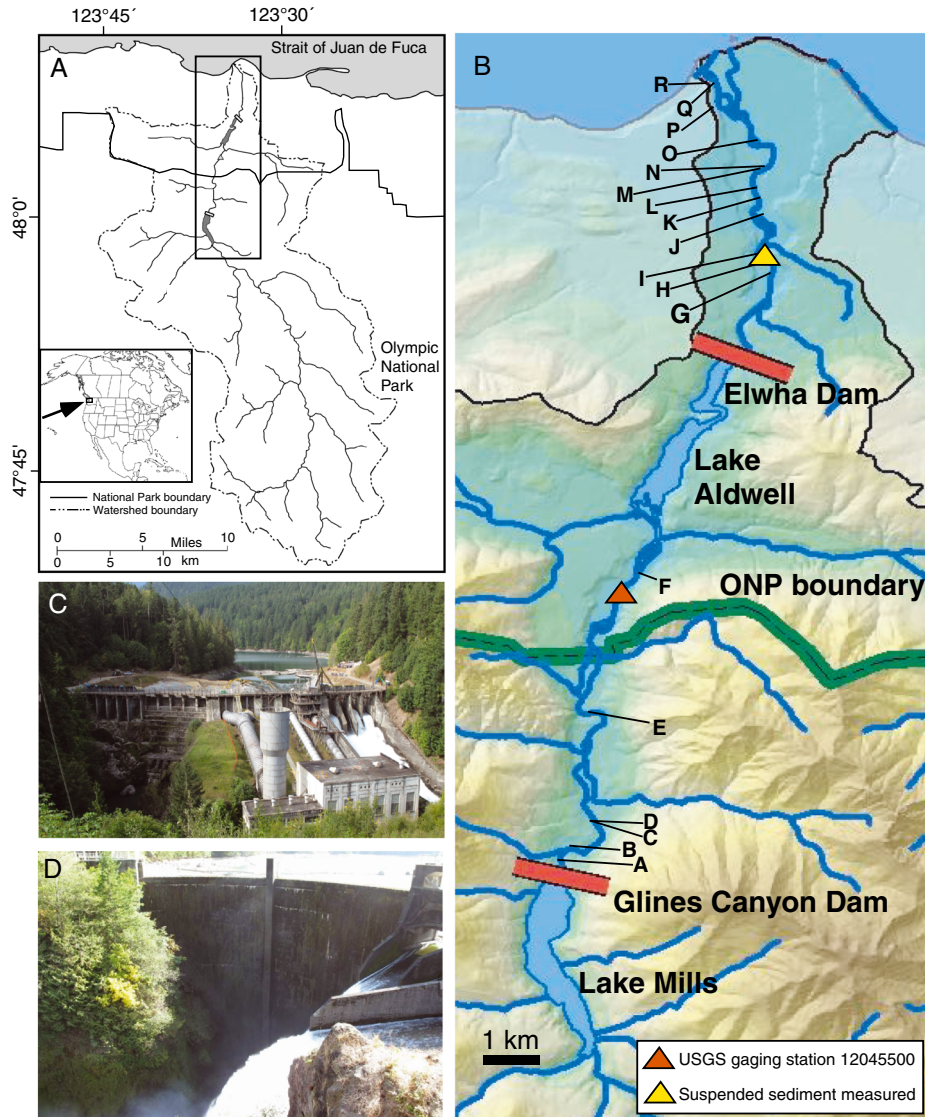 123°45´
123°30´
A
Strait of Juan de Fuca
48°0'
47°45'
Olympic
National
Park
National Park boundary
Watershed boundary
0 5 Miles 10
0 5 10 km
B
R
Q
P
O
N
M
L
K
J
I
H
G
Elwha Dam
Lake
Aldwell
F
ONP boundary
E
D
C
B
A
Glines Canyon Dam
Lake Mills
1 km
USGS gaging station 12045500
Suspended sediment measured
C
D